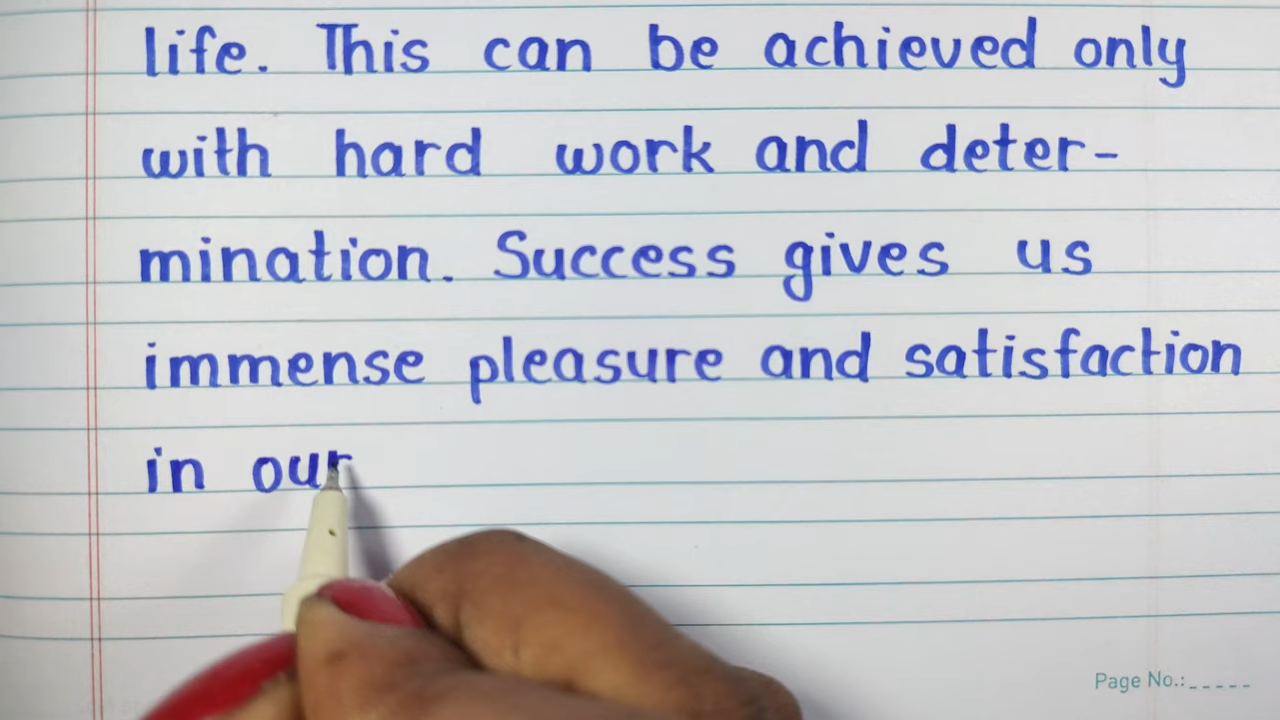 life. This can be achieved only
with hard work and deter-
mination. Success gives us
immense pleasure and satisfaction
in our
Page No.:_____